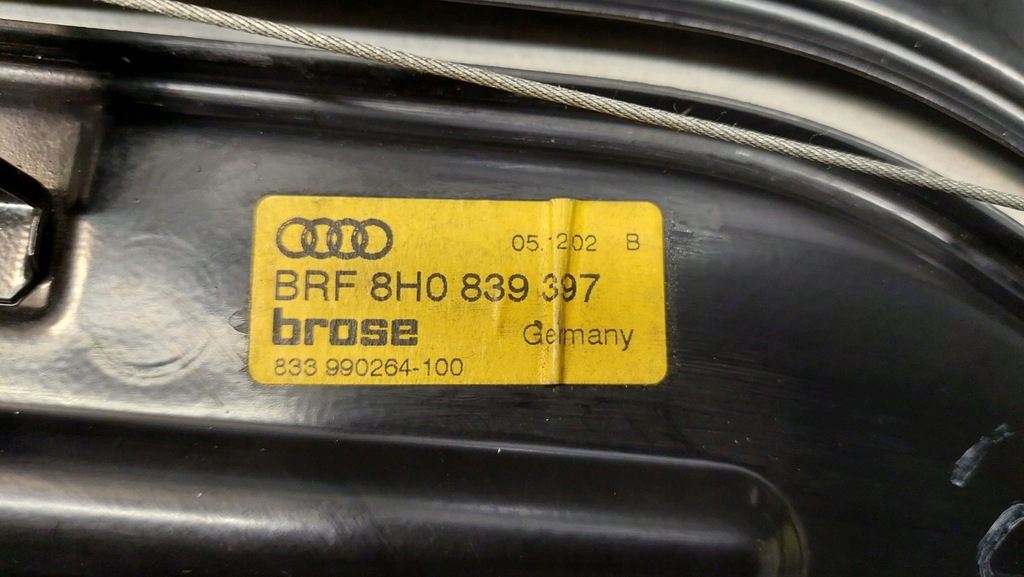 05.1202 B
BRF 8H0 839 397
brose Germany
833 990264-100